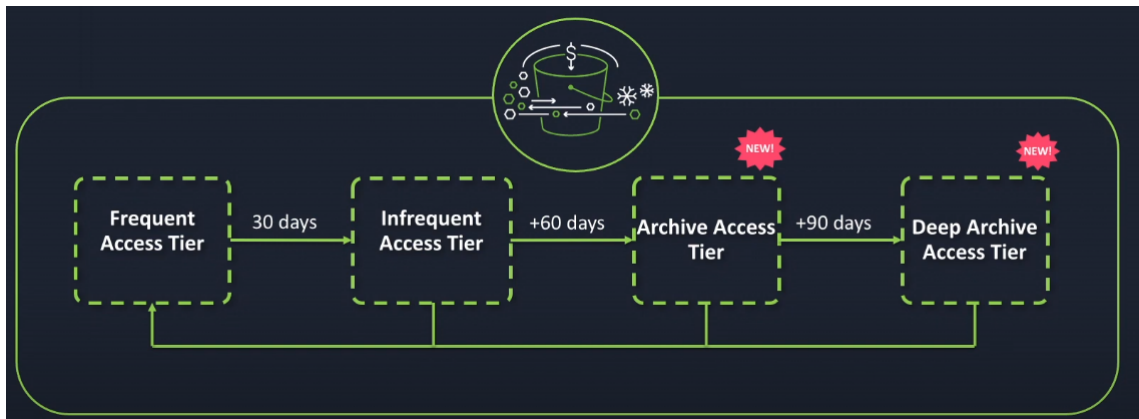 $
NEW!
NEW!
Frequent
Access Tier
30 days
Infrequent
Access Tier
+60 days
Archive Access
Tier
+90 days
Deep Archive
Access Tier